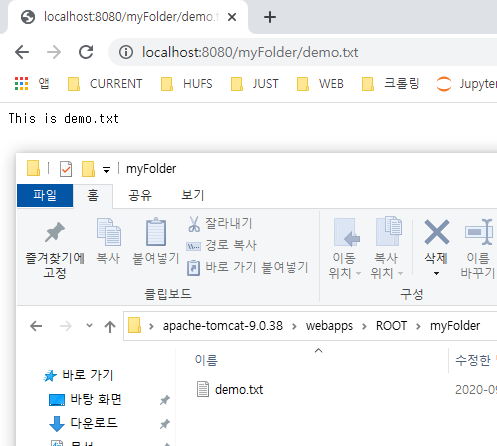 localhost:8080/myFolder/demo.tx
localhost:8080/myFolder/demo.txt
앱 CURRENT HUFS JUST WEB 크롤링 Jupyter
This is demo.txt
myFolder
파일 홈 공유 보기
즐겨찾기에 고정
복사
붙여넣기
잘라내기
경로 복사
바로 가기 붙여넣기
이동 위치
복사 위치
삭제
이름 바꾸기
클립보드 구성
apache-tomcat-9.0.38 > webapps > ROOT > myFolder
이름 수정한
바로 가기
demo.txt 2020-09
바탕 화면
다운로드